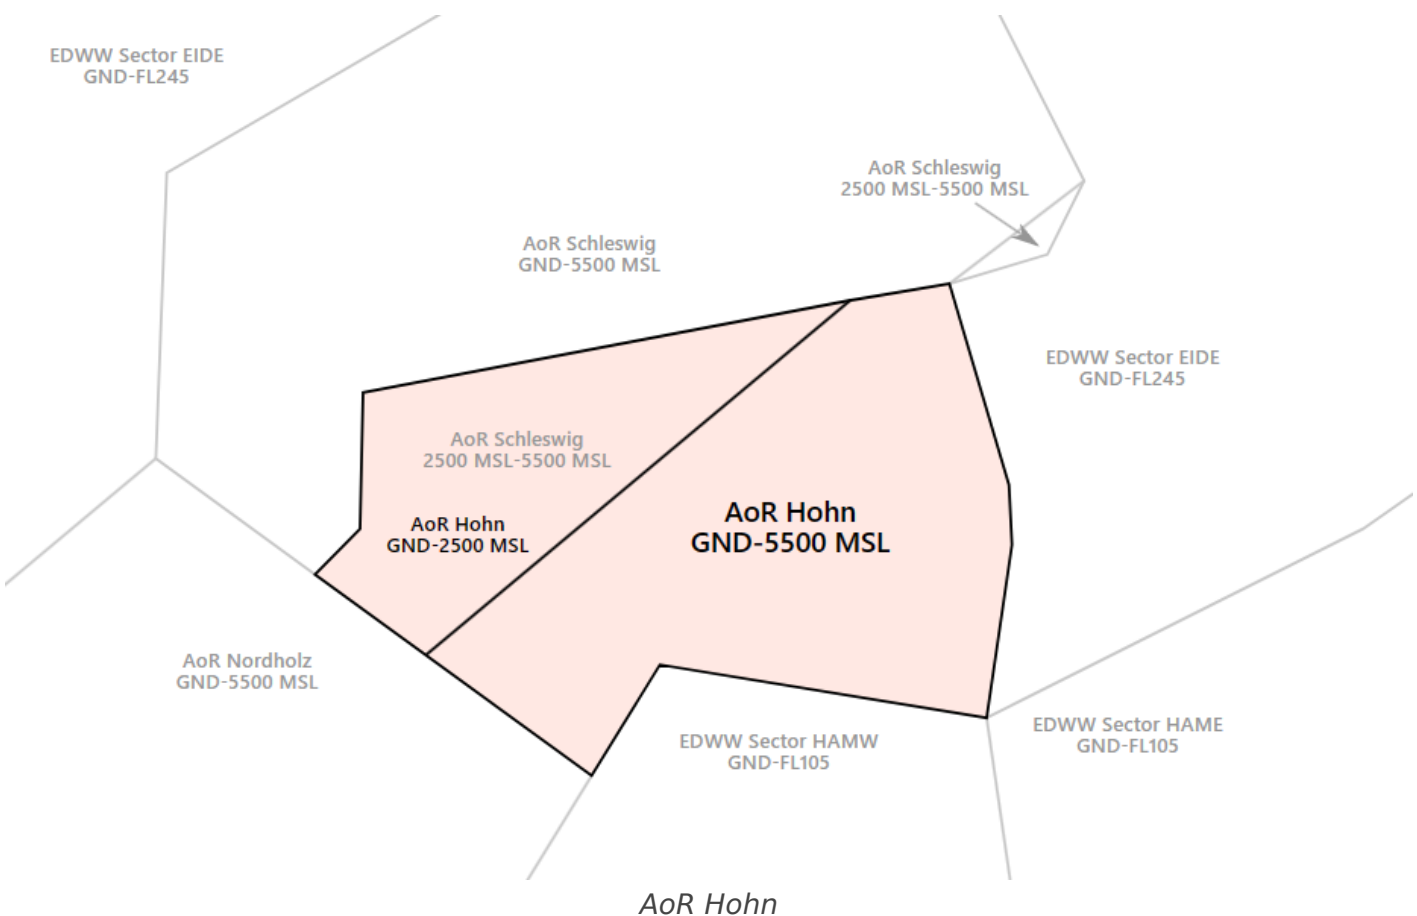 EDWW Sector EIDE
GND-FL245
AoR Schleswig
2500 MSL-5500 MSL
AoR Schleswig
GND-5500 MSL
EDWW Sector EIDE
GND-FL245
AoR Schleswig
2500 MSL-5500 MSL
AoR Hohn
GND-2500 MSL
AoR Hohn
GND-5500 MSL
AoR Nordholz
GND-5500 MSL
EDWW Sector HAMW
GND-FL105
EDWW Sector HAME
GND-FL105
AoR Hohn